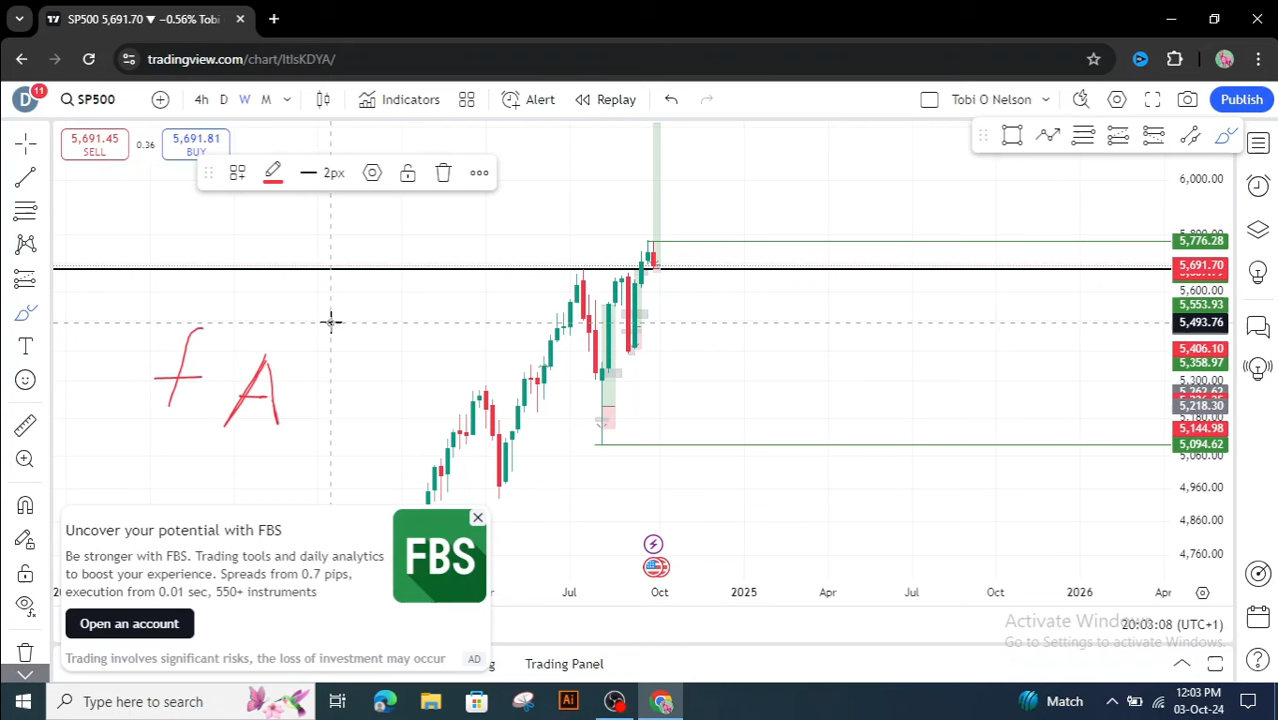 SP500 5,691.70 ▼ −0.56% Tobi
tradingview.com/chart/ltIsKDYA/
D 11 SP500 4h D W M Indicators Alert Replay Tobi O Nelson Publish
5,691.45 SELL 0.36 5,691.81 BUY
2px
6,000.00
5,776.28
5,691.70
5,600.00
5,553.93
5,493.76
5,406.10
5,358.97
5,300.00
5,218.30
5,144.98
5,094.62
5,060.00
4,960.00
4,860.00
4,760.00
f A
Uncover your potential with FBS
Be stronger with FBS. Trading tools and daily analytics
to boost your experience. Spreads from 0.7 pips,
execution from 0.01 sec, 550+ instruments
FBS
Open an account
Trading involves significant risks, the loss of investment may occur AD
Jul Oct 2025 Apr Jul Oct 2026 Apr
Activate Windows
Go to Settings to activate Windows.
20:03:08 (UTC+1)
Trading Panel
Type here to search
Ai
Match
12:03 PM
03-Oct-24